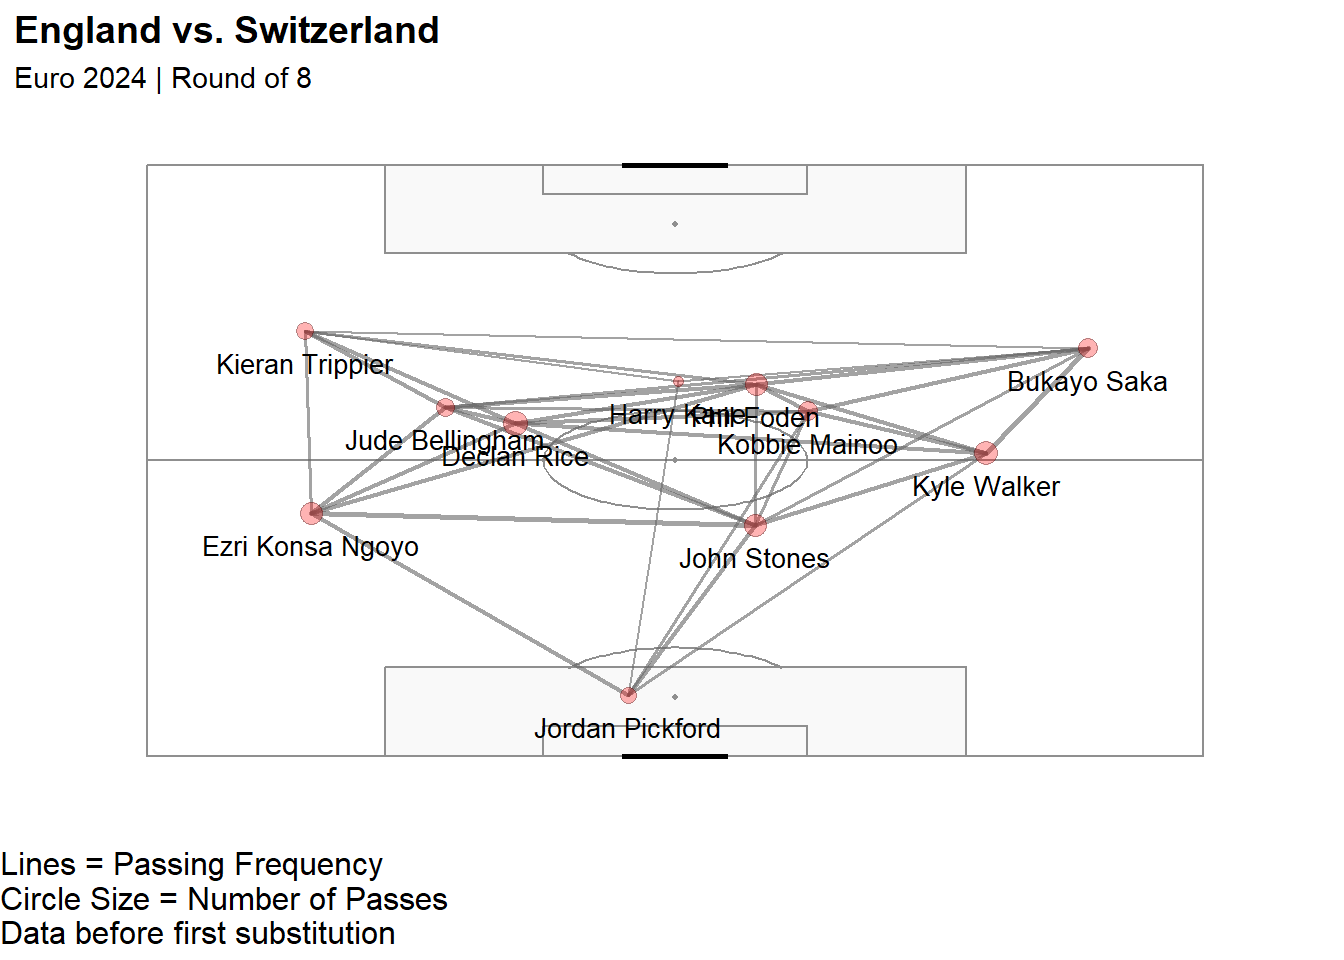 England vs. Switzerland
Euro 2024 | Round of 8
Kieran Trippier
Bukayo Saka
Harry Kane
Phil Foden
Jude Bellingham
Kobbie Mainoo
Declan Rice
Kyle Walker
Ezri Konsa Ngoyo
John Stones
Jordan Pickford
Lines = Passing Frequency
Circle Size = Number of Passes
Data before first substitution